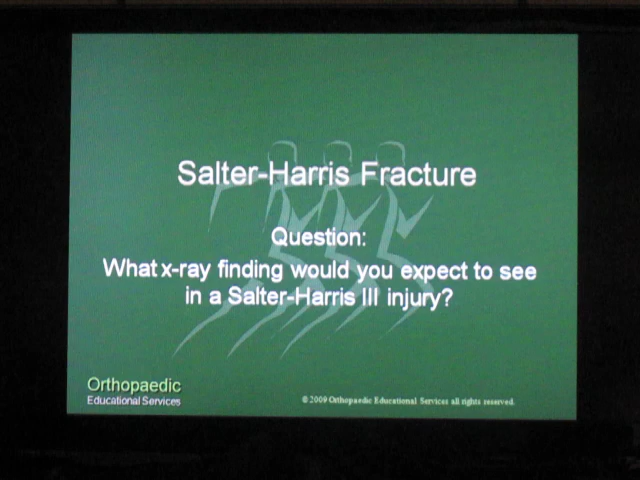 Salter-Harris Fracture
Question:
What x-ray finding would you expect to see
in a Salter-Harris III injury?
Orthopaedic
Educational Services
© 2009 Orthopaedic Educational Services all rights reserved.